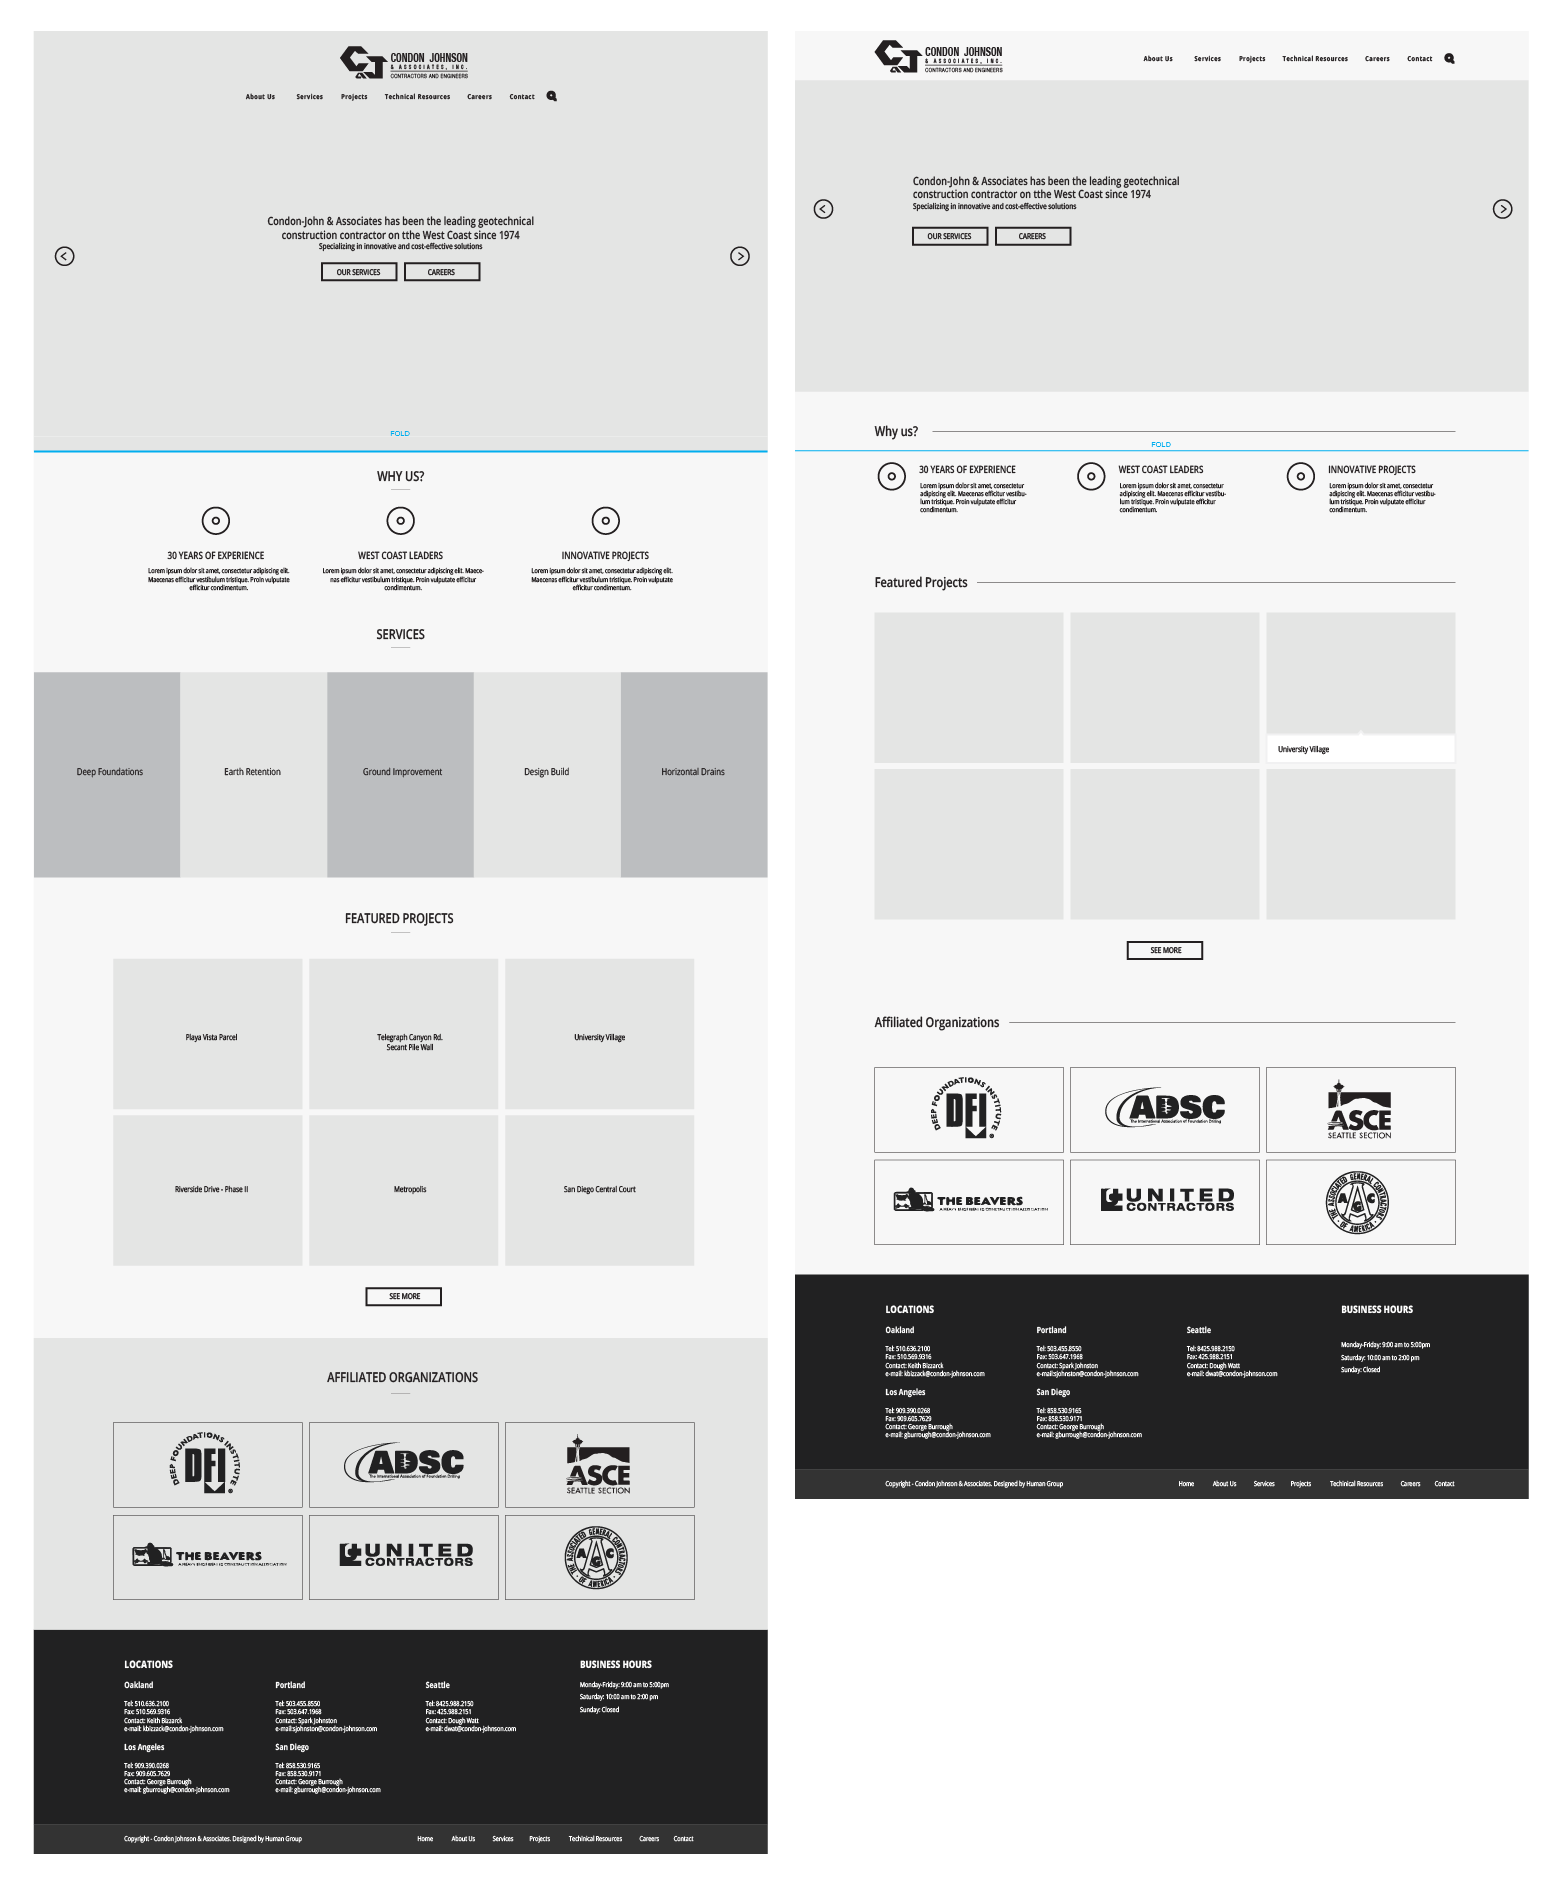 CONDON JOHNSON
& ASSOCIATES, INC.
CONTRACTORS AND ENGINEERS
About Us Services Projects Technical Resources Careers Contact
Condon-John & Associates has been the leading geotechnical
construction contractor on tthe West Coast since 1974
Specializing in innovative and cost-effective solutions
OUR SERVICES CAREERS
FOLD
WHY US?
30 YEARS OF EXPERIENCE
Lorem ipsum dolor sit amet, consectetur adipiscing elit.
Maecenas efficitur vestibulum tristique. Proin vulputate
efficitur condimentum.
WEST COAST LEADERS
Lorem ipsum dolor sit amet, consectetur adipiscing elit. Maece-
nas efficitur vestibulum tristique. Proin vulputate efficitur
condimentum.
INNOVATIVE PROJECTS
Lorem ipsum dolor sit amet, consectetur adipiscing elit.
Maecenas efficitur vestibulum tristique. Proin vulputate
efficitur condimentum.
SERVICES
Deep Foundations
Earth Retention
Ground Improvement
Design Build
Horizontal Drains
FEATURED PROJECTS
Playa Vista Parcel
Telegraph Canyon Rd.
Secant Pile Wall
University Village
Riverside Drive - Phase II
Metropolis
San Diego Central Court
SEE MORE
AFFILIATED ORGANIZATIONS
DEEP FOUNDATIONS INSTITUTE
DFI
®
ADSC
The International Association of Foundation Drilling
ASCE
SEATTLE SECTION
THE BEAVERS
A HEAVY ENGINEERING CONSTRUCTION ASSOCIATION
UNITED
CONTRACTORS
THE ASSOCIATED GENERAL CONTRACTORS
AGC
OF AMERICA
LOCATIONS
Oakland
Tel: 510.636.2100
Fax: 510.569.9316
Contact: Keith Bizzarck
e-mail: kbizzack@condon-johnson.com
Portland
Tel: 503.455.8550
Fax: 503.647.1968
Contact: Spark Johnston
e-mail:sjohnston@condon-johnson.com
Seattle
Tel: 8425.988.2150
Fax: 425.988.2151
Contact: Dough Watt
e-mail: dwat@condon-johnson.com
Los Angeles
Tel: 909.390.0268
Fax: 909.605.7629
Contact: George Burrough
e-mail: gburrough@condon-johnson.com
San Diego
Tel: 858.530.9165
Fax: 858.530.9171
Contact: George Burrough
e-mail: gburrough@condon-johnson.com
BUSINESS HOURS
Monday-Friday: 9:00 am to 5:00pm
Saturday: 10:00 am to 2:00 pm
Sunday: Closed
Copyright - Condon Johnson & Associates. Designed by Human Group
Home About Us Services Projects Techinical Resources Careers Contact
CONDON JOHNSON
& ASSOCIATES, INC.
CONTRACTORS AND ENGINEERS
About Us Services Projects Technical Resources Careers Contact
Condon-John & Associates has been the leading geotechnical
construction contractor on tthe West Coast since 1974
Specializing in innovative and cost-effective solutions
OUR SERVICES CAREERS
Why us?
FOLD
30 YEARS OF EXPERIENCE
Lorem ipsum dolor sit amet, consectetur
adipiscing elit. Maecenas efficitur vestibu-
lum tristique. Proin vulputate efficitur
condimentum.
WEST COAST LEADERS
Lorem ipsum dolor sit amet, consectetur
adipiscing elit. Maecenas efficitur vestibu-
lum tristique. Proin vulputate efficitur
condimentum.
INNOVATIVE PROJECTS
Lorem ipsum dolor sit amet, consectetur
adipiscing elit. Maecenas efficitur vestibu-
lum tristique. Proin vulputate efficitur
condimentum.
Featured Projects
University Village
SEE MORE
Affiliated Organizations
DEEP FOUNDATIONS INSTITUTE
DFI
®
ADSC
The International Association of Foundation Drilling
ASCE
SEATTLE SECTION
THE BEAVERS
A HEAVY ENGINEERING CONSTRUCTION ASSOCIATION
UNITED
CONTRACTORS
THE ASSOCIATED GENERAL CONTRACTORS
AGC
OF AMERICA
LOCATIONS
Oakland
Tel: 510.636.2100
Fax: 510.569.9316
Contact: Keith Bizzarck
e-mail: kbizzack@condon-johnson.com
Portland
Tel: 503.455.8550
Fax: 503.647.1968
Contact: Spark Johnston
e-mail:sjohnston@condon-johnson.com
Seattle
Tel: 8425.988.2150
Fax: 425.988.2151
Contact: Dough Watt
e-mail: dwat@condon-johnson.com
Los Angeles
Tel: 909.390.0268
Fax: 909.605.7629
Contact: George Burrough
e-mail: gburrough@condon-johnson.com
San Diego
Tel: 858.530.9165
Fax: 858.530.9171
Contact: George Burrough
e-mail: gburrough@condon-johnson.com
BUSINESS HOURS
Monday-Friday: 9:00 am to 5:00pm
Saturday: 10:00 am to 2:00 pm
Sunday: Closed
Copyright - Condon Johnson & Associates. Designed by Human Group
Home About Us Services Projects Techinical Resources Careers Contact